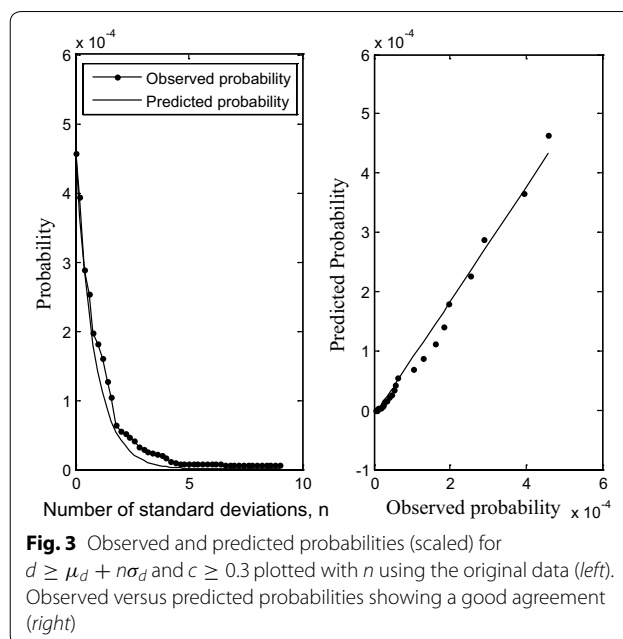 x 10⁻⁴
6
5
4
3
2
1
0
Probability
Observed probability
Predicted probability
0 5 10
Number of standard deviations, n
x 10⁻⁴
6
5
4
3
2
1
0
-1
Predicted Probability
0 2 4 6
Observed probability x 10⁻⁴
Fig. 3 Observed and predicted probabilities (scaled) for
d ≥ μ_d + nσ_d and c ≥ 0.3 plotted with n using the original data (left).
Observed versus predicted probabilities showing a good agreement
(right)